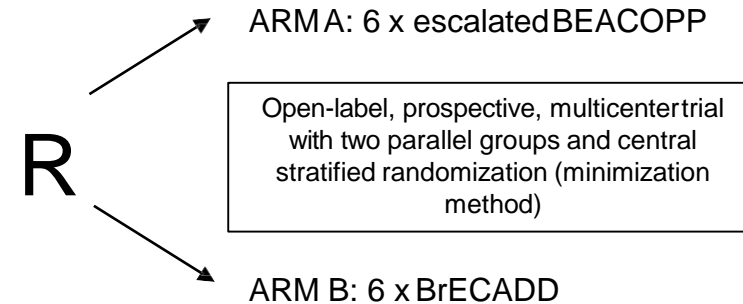 ARM A: 6 x escalated BEACOPP
Open-label, prospective, multicenter trial
with two parallel groups and central
stratified randomization (minimization
method)
R
ARM B: 6 x BrECADD